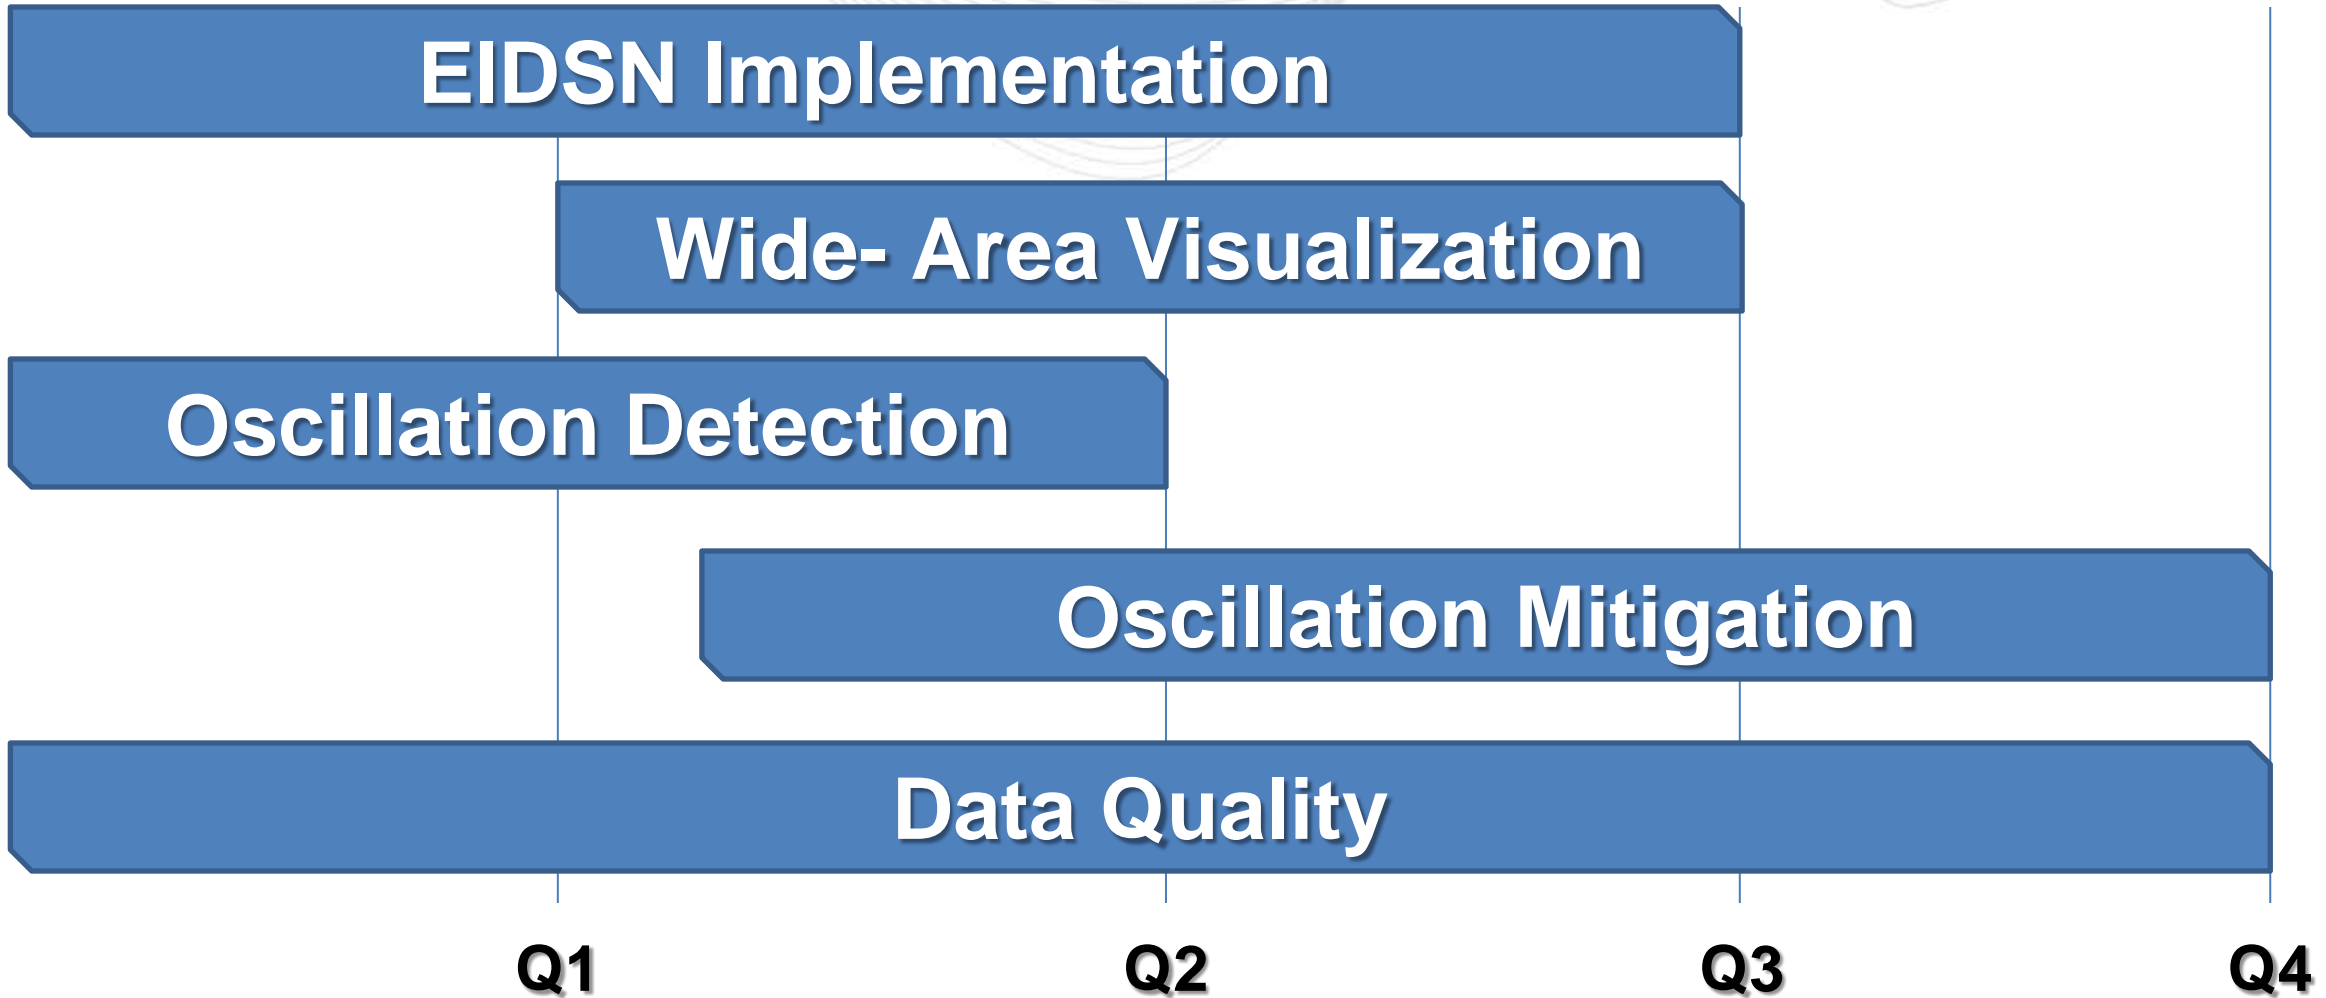 EIDSN Implementation
Wide- Area Visualization
Oscillation Detection
Oscillation Mitigation
Data Quality
Q1 Q2 Q3 Q4